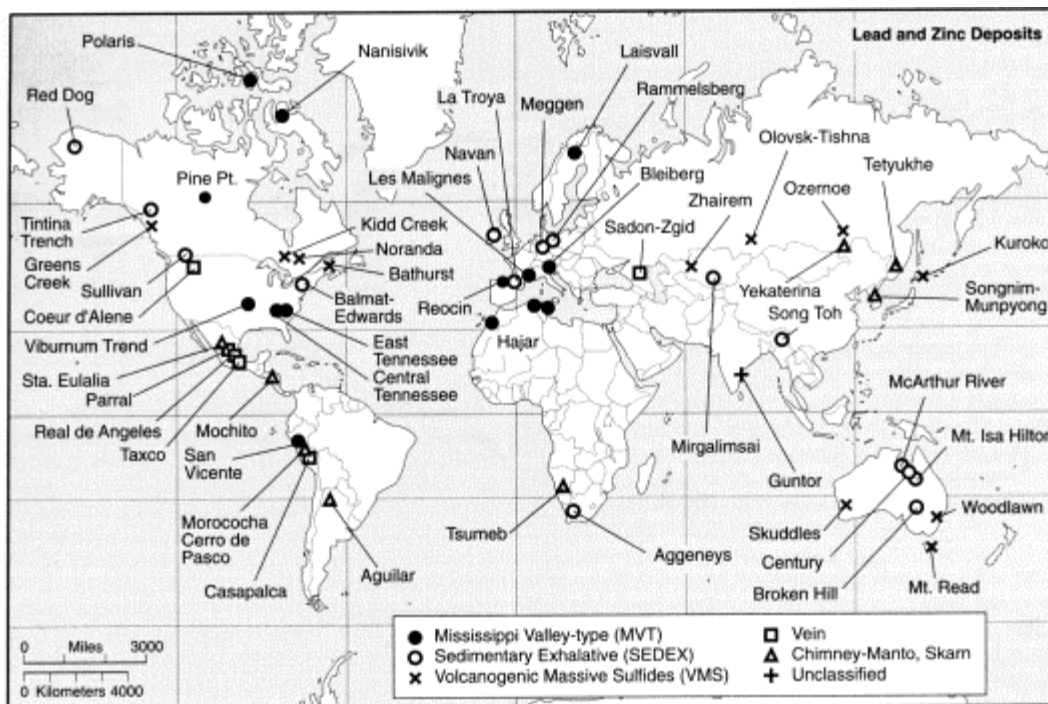 Lead and Zinc Deposits
Polaris
Nanisivik
Laisvall
Red Dog
La Troya
Meggen
Rammelsberg
Navan
Olovsk-Tishna
Les Malignes
Bleiberg
Tetyukhe
Pine Pt.
Ozernoe
Zhairem
Kidd Creek
Sadon-Zgid
Tintina
Trench
Noranda
Kuroko
Greens
Creek
Bathurst
Sullivan
Reocin
Yekaterina
Songnim-
Munpyong
Coeur d'Alene
Balmat-
Edwards
Song Toh
Viburnum Trend
East
Tennessee
Hajar
Central
Tennessee
McArthur River
Sta. Eulalia
Parral
Real de Angeles
Mochito
Mt. Isa Hilton
Taxco
San
Vicente
Mirgalimsai
Guntor
Morococha
Cerro de
Pasco
Tsumeb
Skuddles
Woodlawn
Aggeneys
Century
Casapalca
Aguilar
Broken Hill
Mt. Read
0 Miles 3000
0 Kilometers 4000
Mississippi Valley-type (MVT)
Sedimentary Exhalative (SEDEX)
Volcanogenic Massive Sulfides (VMS)
Vein
Chimney-Manto, Skarn
Unclassified